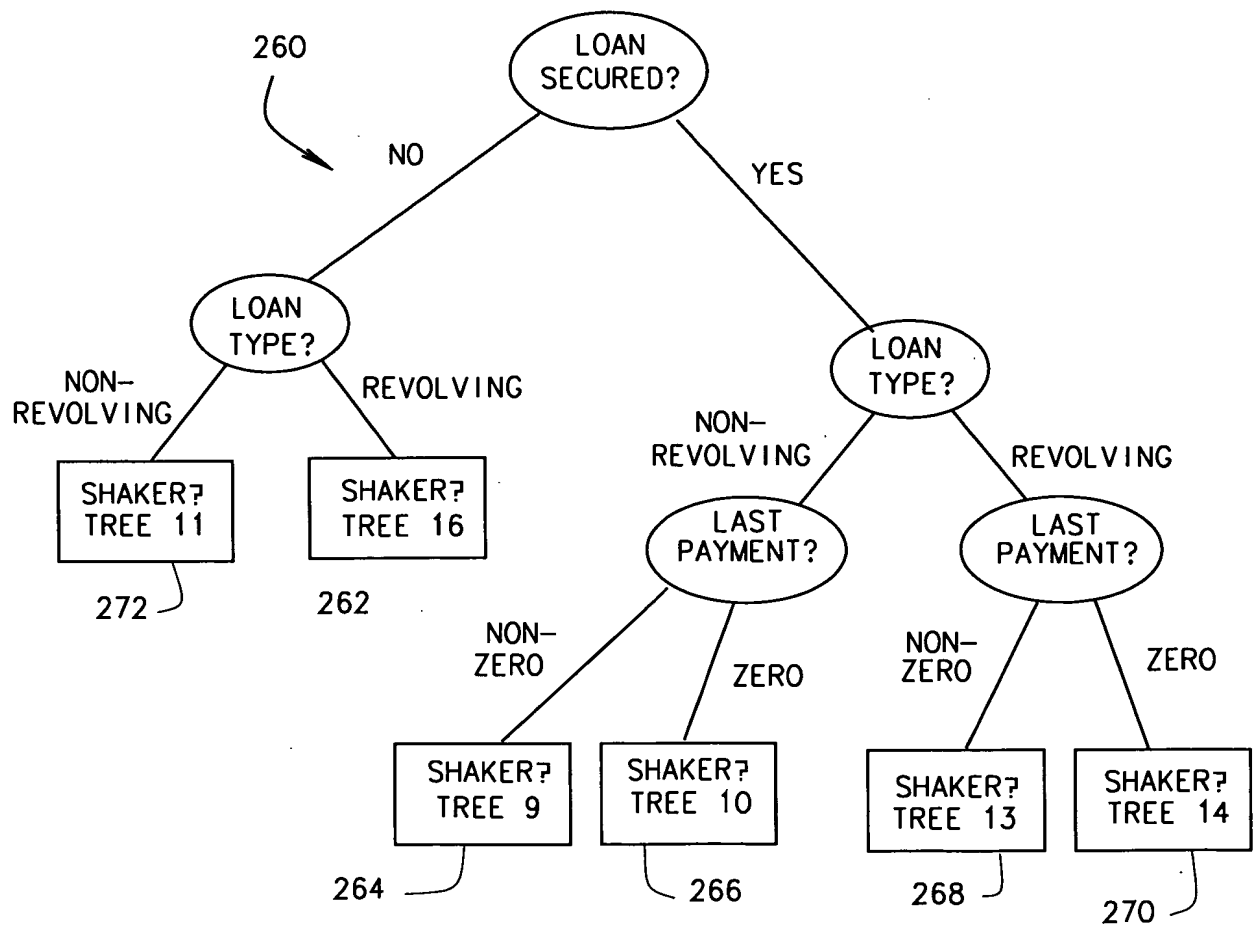 LOAN
SECURED?
260
NO
YES
LOAN
TYPE?
LOAN
TYPE?
NON-
REVOLVING
REVOLVING
NON-
REVOLVING
REVOLVING
SHAKER?
TREE 11
SHAKER?
TREE 16
LAST
PAYMENT?
LAST
PAYMENT?
272
262
NON-
ZERO
ZERO
NON-
ZERO
ZERO
SHAKER?
TREE 9
SHAKER?
TREE 10
SHAKER?
TREE 13
SHAKER?
TREE 14
264
266
268
270